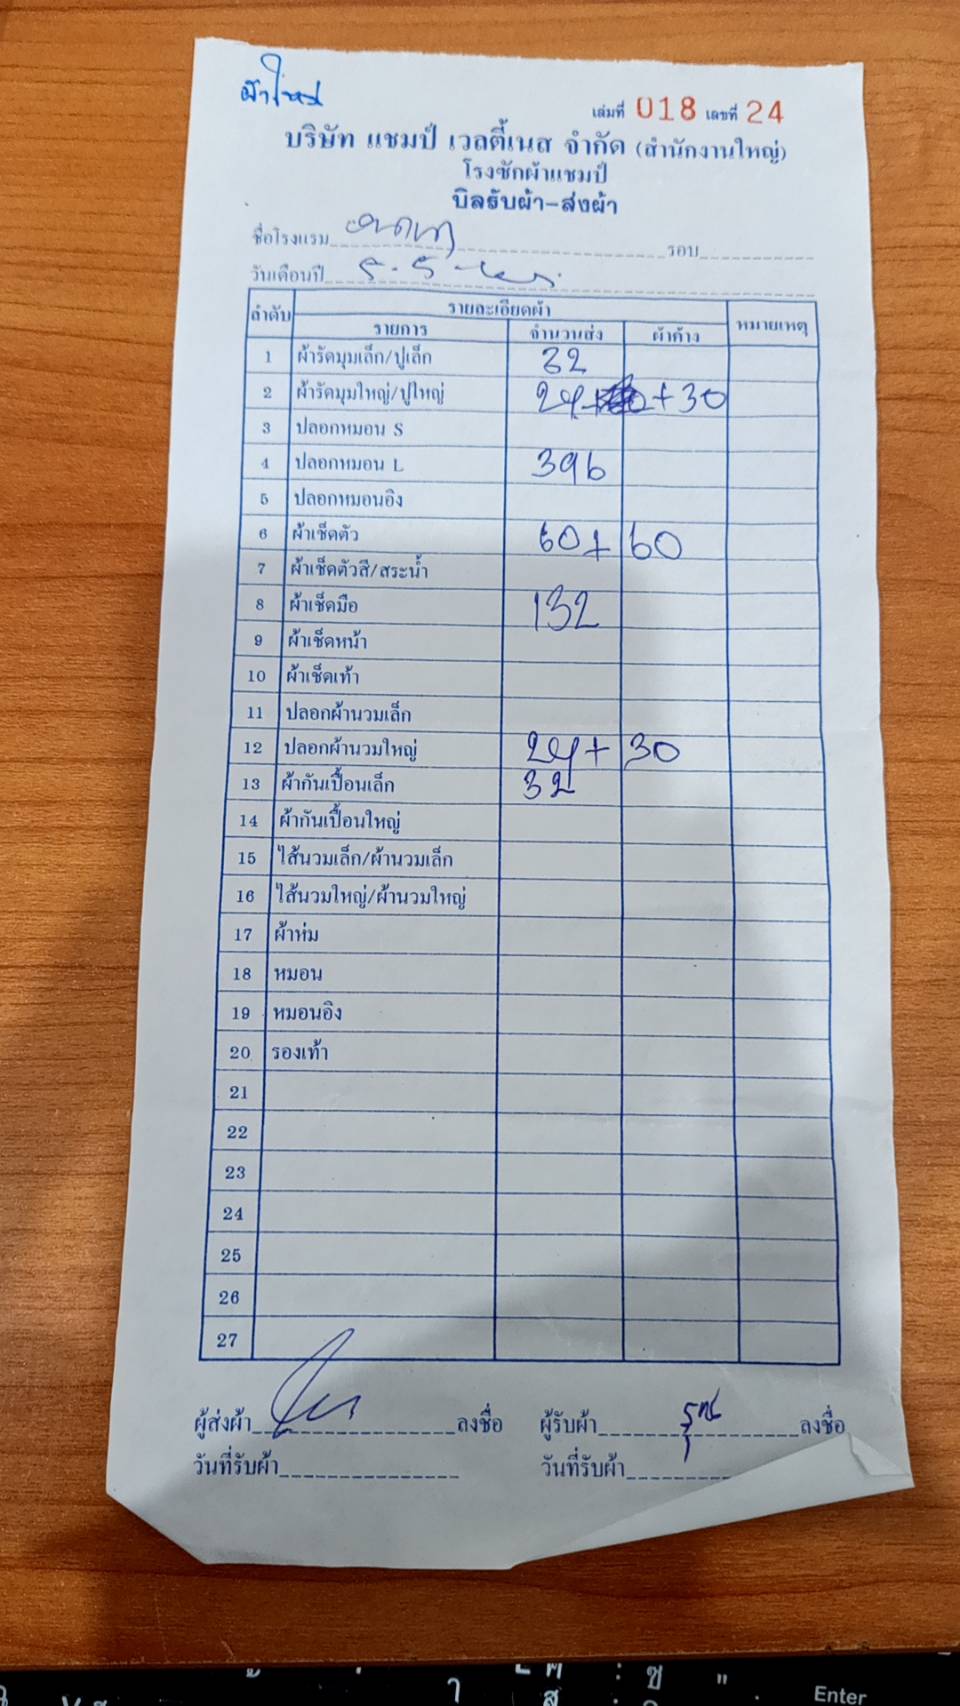 ผ้าใหม่
เล่มที่ 018 เลขที่ 24
บริษัท แชมป์ เวลตี้เนส จำกัด (สำนักงานใหญ่)
โรงซักผ้าแชมป์
บิลรับผ้า-ส่งผ้า
ชื่อโรงแรม รอบ
วันเดือนปี
ลำดับ รายละเอียดผ้า หมายเหตุ
รายการ จำนวนส่ง ผ้าค้าง
1 ผ้ารัดมุมเล็ก/ปูเล็ก 32
2 ผ้ารัดมุมใหญ่/ปูใหญ่ 24 + 30
3 ปลอกหมอน S
4 ปลอกหมอน L 396
5 ปลอกหมอนอิง
6 ผ้าเช็ดตัว 60 + 60
7 ผ้าเช็ดตัวสี/สระน้ำ
8 ผ้าเช็ดมือ 132
9 ผ้าเช็ดหน้า
10 ผ้าเช็ดเท้า
11 ปลอกผ้านวมเล็ก
12 ปลอกผ้านวมใหญ่ 24 + 30
13 ผ้ากันเปื้อนเล็ก 32
14 ผ้ากันเปื้อนใหญ่
15 ไส้นวมเล็ก/ผ้านวมเล็ก
16 ไส้นวมใหญ่/ผ้านวมใหญ่
17 ผ้าห่ม
18 หมอน
19 หมอนอิง
20 รองเท้า
21
22
23
24
25
26
27
ผู้ส่งผ้า ลงชื่อ ผู้รับผ้า ลงชื่อ
วันที่รับผ้า วันที่รับผ้า
Enter